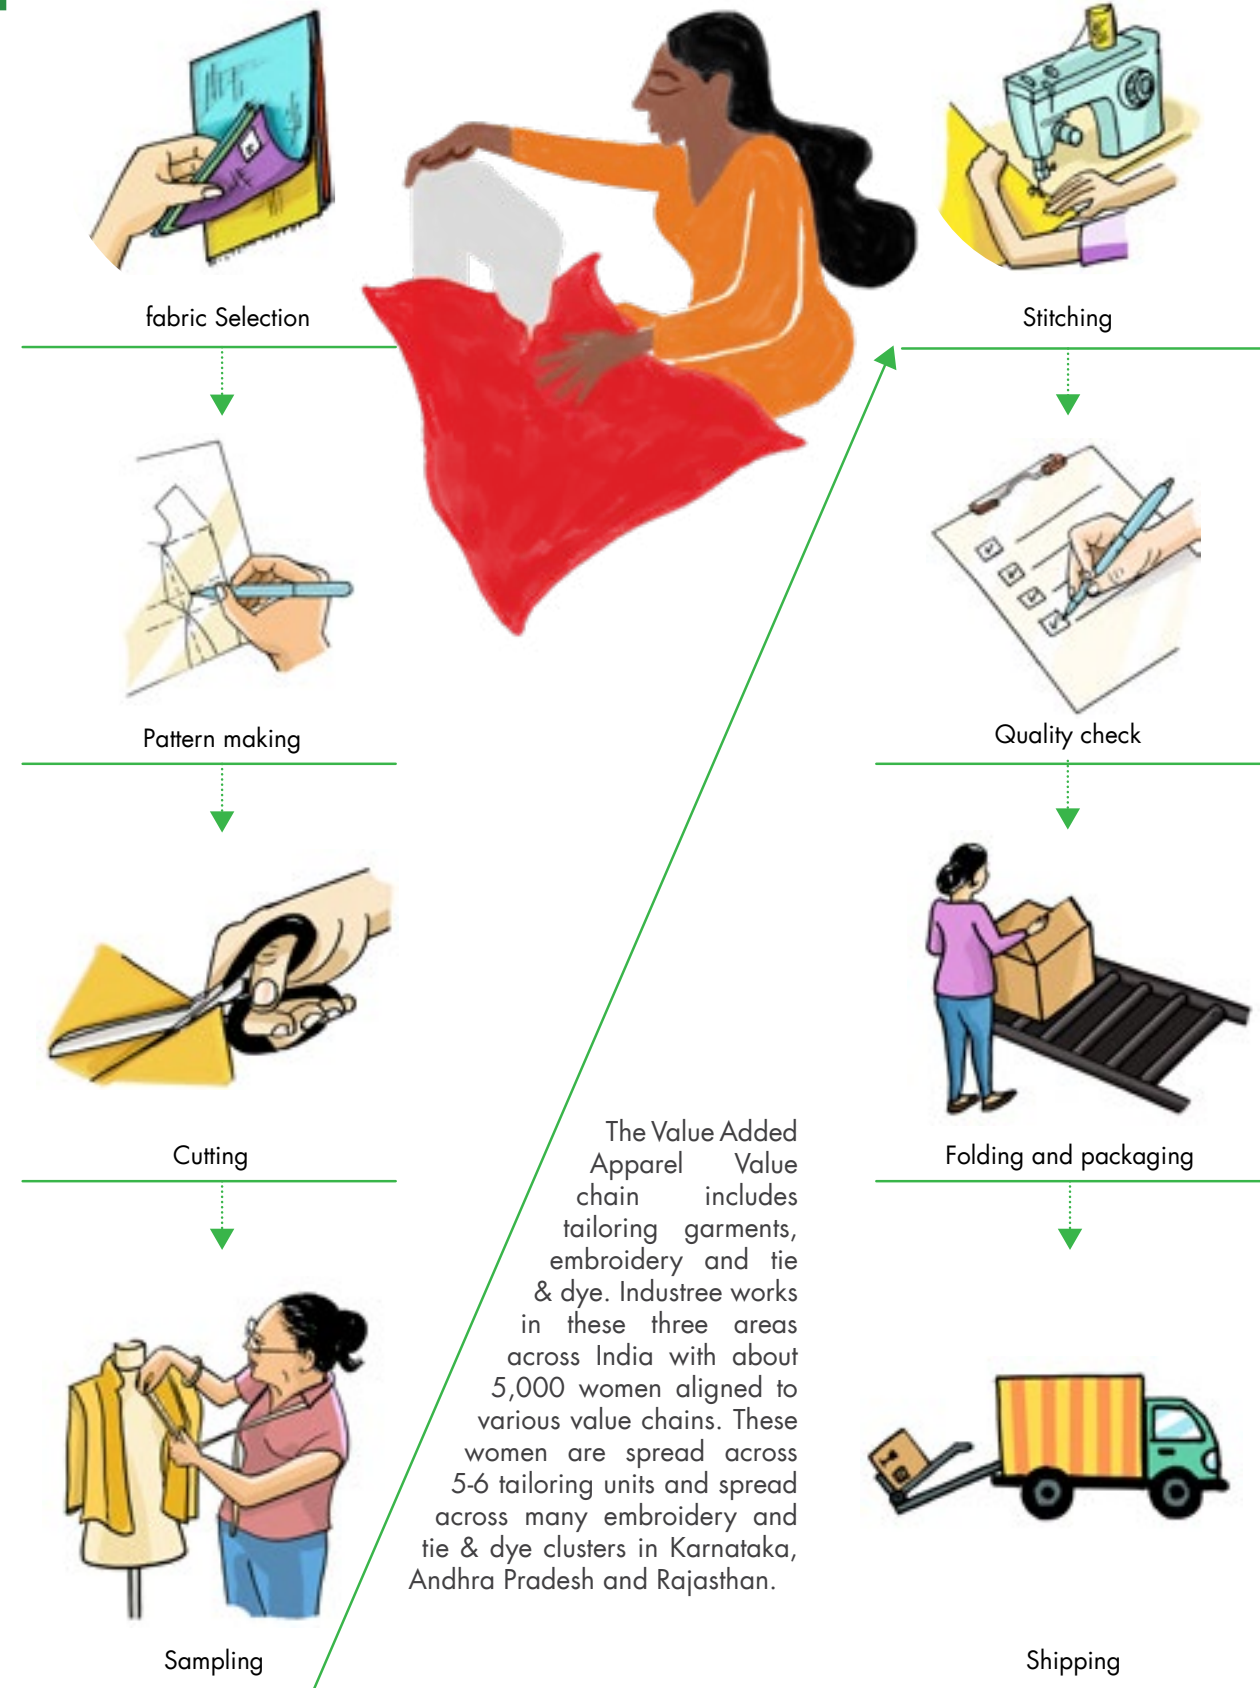 fabric Selection
Pattern making
Cutting
Sampling
The Value Added
Apparel Value
chain includes
tailoring garments,
embroidery and tie
& dye. Industree works
in these three areas
across India with about
5,000 women aligned to
various value chains. These
women are spread across
5-6 tailoring units and spread
across many embroidery and
tie & dye clusters in Karnataka,
Andhra Pradesh and Rajasthan.
Stitching
Quality check
Folding and packaging
Shipping